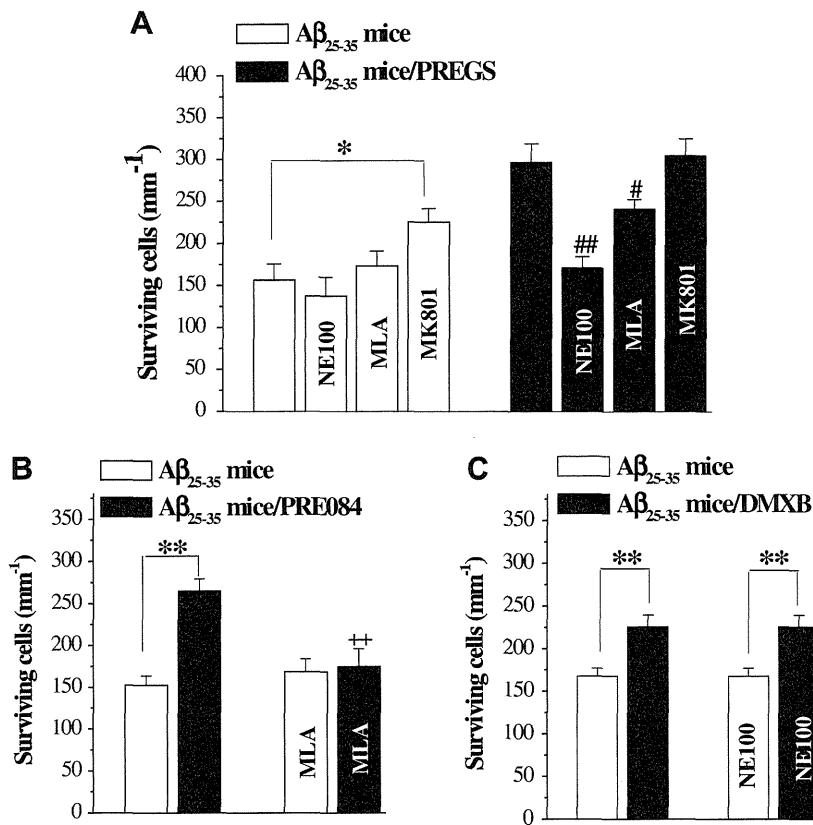 A
Aβ25-35 mice
Aβ25-35 mice/PREGS
Surviving cells (mm-1)
400
350
300
250
200
150
100
50
0
*
NE100
MLA
MK801
##
#
NE100
MLA
MK801
B
Aβ25-35 mice
Aβ25-35 mice/PRE084
Surviving cells (mm-1)
350
300
250
200
150
100
50
0
**
MLA
++
MLA
C
Aβ25-35 mice
Aβ25-35 mice/DMXB
Surviving cells (mm-1)
350
300
250
200
150
100
50
0
**
**
NE100
NE100